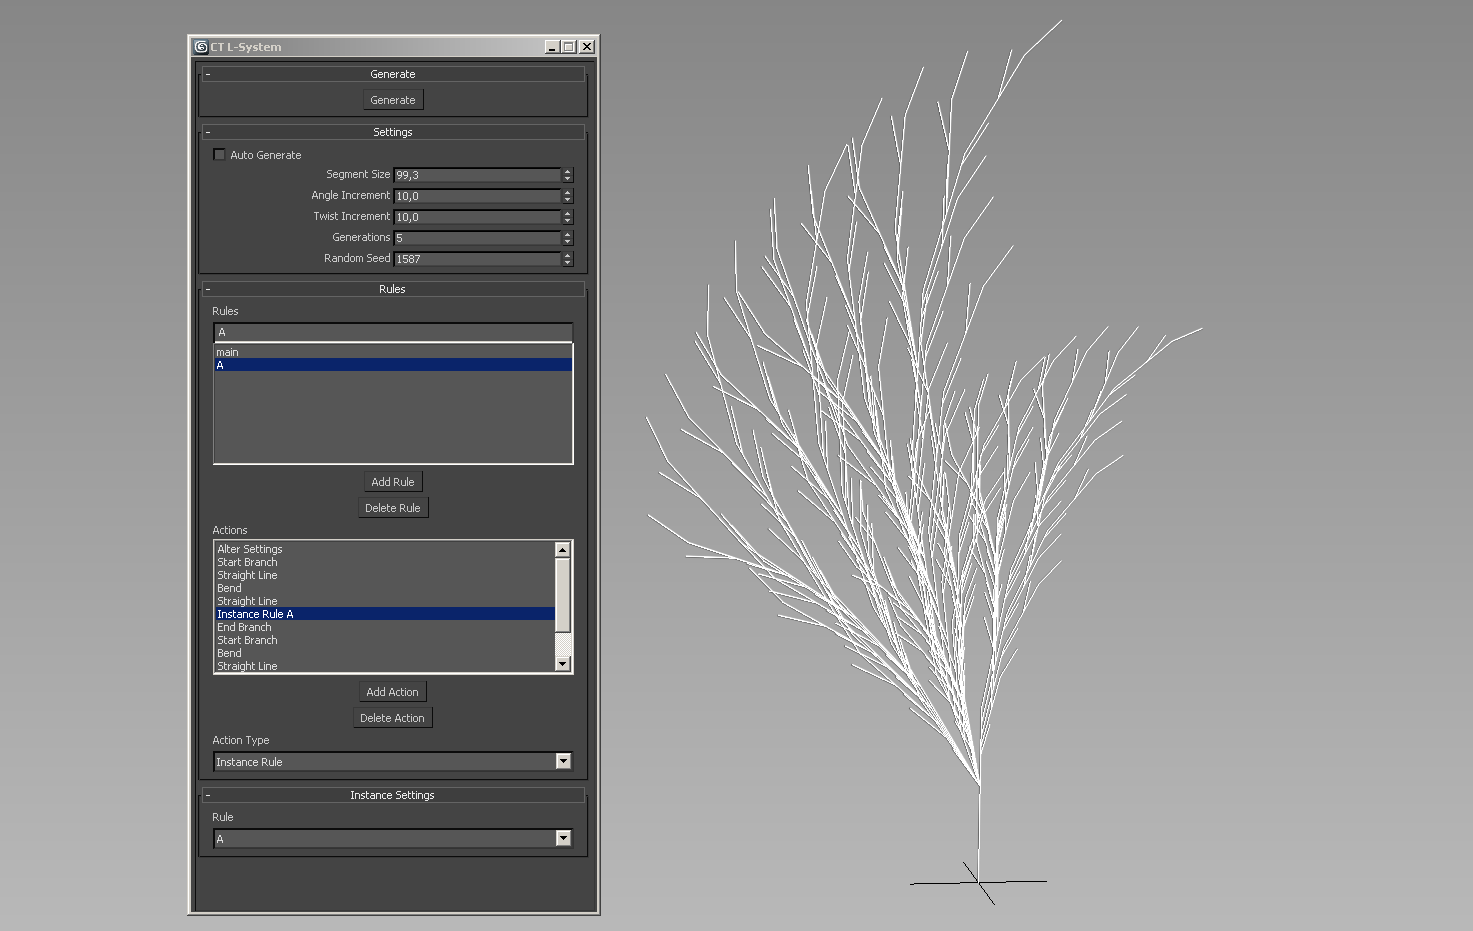 CT L-System
- Generate
Generate
- Settings
Auto Generate
Segment Size 99,3
Angle Increment 10,0
Twist Increment 10,0
Generations 5
Random Seed 1587
- Rules
Rules
A
main
A
Add Rule
Delete Rule
Actions
Alter Settings
Start Branch
Straight Line
Bend
Straight Line
Instance Rule A
End Branch
Start Branch
Bend
Straight Line
Add Action
Delete Action
Action Type
Instance Rule
- Instance Settings
Rule
A